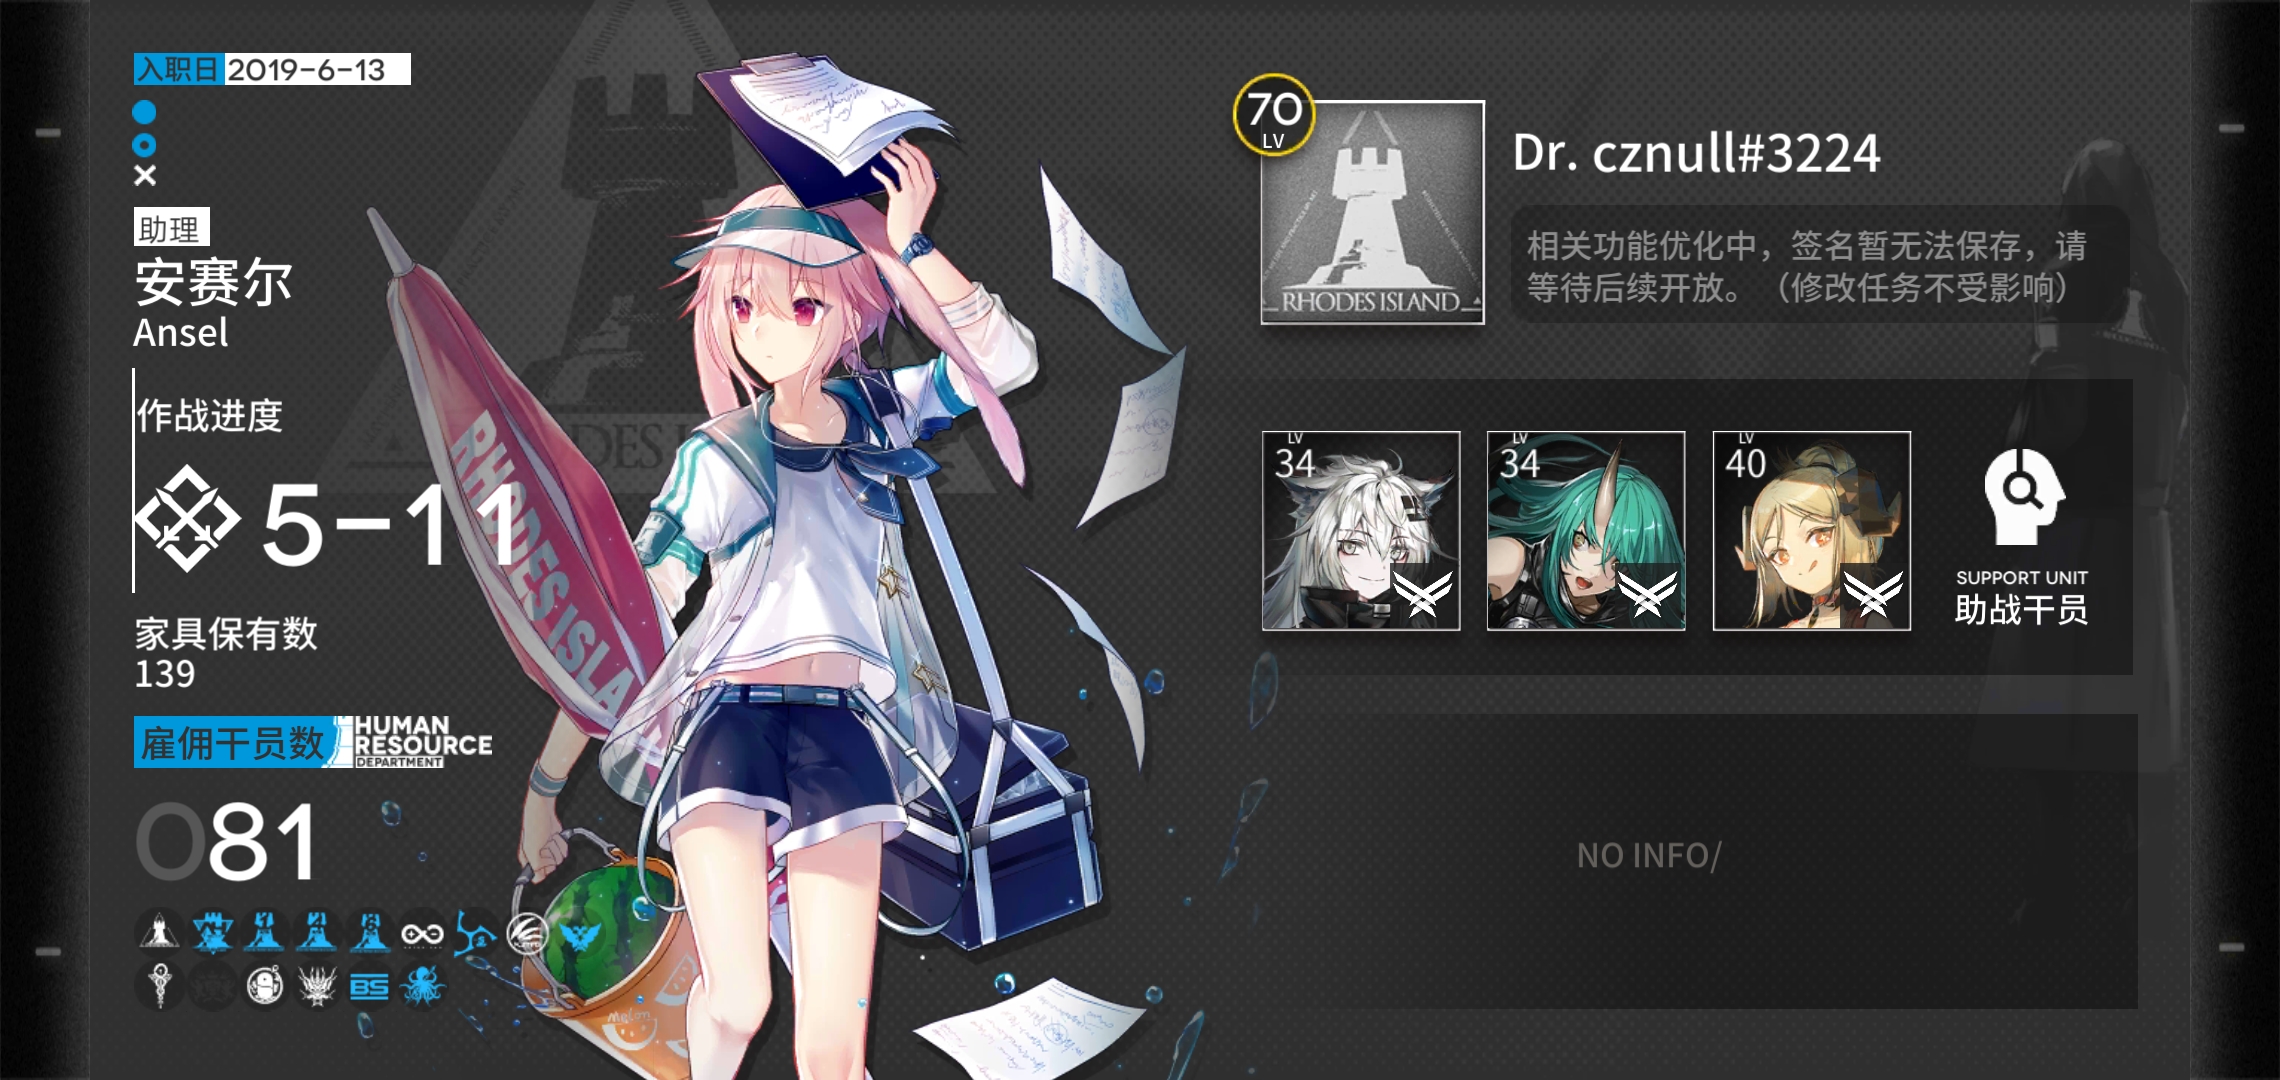 入职日 2019-6-13
助理
安赛尔
Ansel
作战进度
5-11
家具保有数
139
雇佣干员数
HUMAN
RESOURCE
DEPARTMENT
081
RHODES ISLA
melon
BS
70
LV
RHODES ISLAND
Dr. cznull#3224
相关功能优化中，签名暂无法保存，请
等待后续开放。（修改任务不受影响）
LV
34
LV
34
LV
40
SUPPORT UNIT
助战干员
NO INFO/